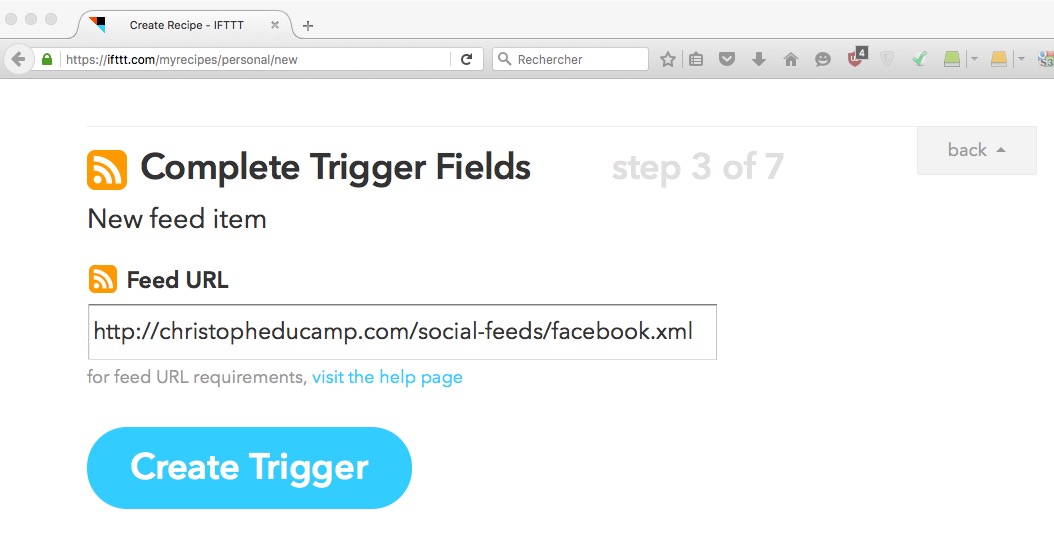 Create Recipe - IFTTT
https://ifttt.com/myrecipes/personal/new
Rechercher
4
back
Complete Trigger Fields
step 3 of 7
New feed item
Feed URL
http://christopheducamp.com/social-feeds/facebook.xml
for feed URL requirements, visit the help page
Create Trigger